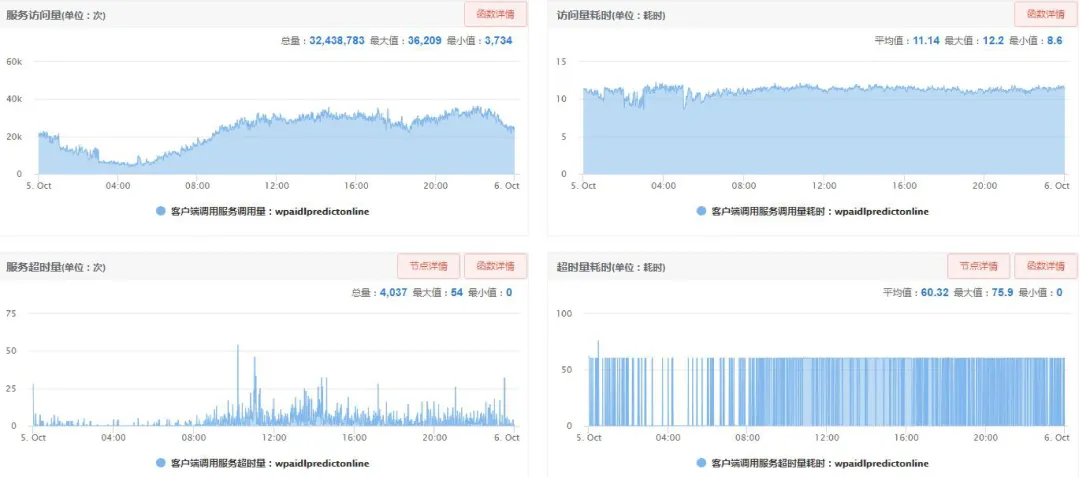 服务访问量(单位：次)
函数详情
总量：32,438,783 最大值：36,209 最小值：3,734
60k
40k
20k
0
5. Oct 04:00 08:00 12:00 16:00 20:00 6. Oct
客户端调用服务调用量：wpaidlpredictonline
访问量耗时(单位：耗时)
函数详情
平均值：11.14 最大值：12.2 最小值：8.6
15
10
5
0
5. Oct 04:00 08:00 12:00 16:00 20:00 6. Oct
客户端调用服务调用量耗时：wpaidlpredictonline
服务超时量(单位：次)
节点详情 函数详情
总量：4,037 最大值：54 最小值：0
75
50
25
0
5. Oct 04:00 08:00 12:00 16:00 20:00 6. Oct
客户端调用服务超时量：wpaidlpredictonline
超时量耗时(单位：耗时)
节点详情 函数详情
平均值：60.32 最大值：75.9 最小值：0
100
50
0
5. Oct 04:00 08:00 12:00 16:00 20:00 6. Oct
客户端调用服务超时量耗时：wpaidlpredictonline